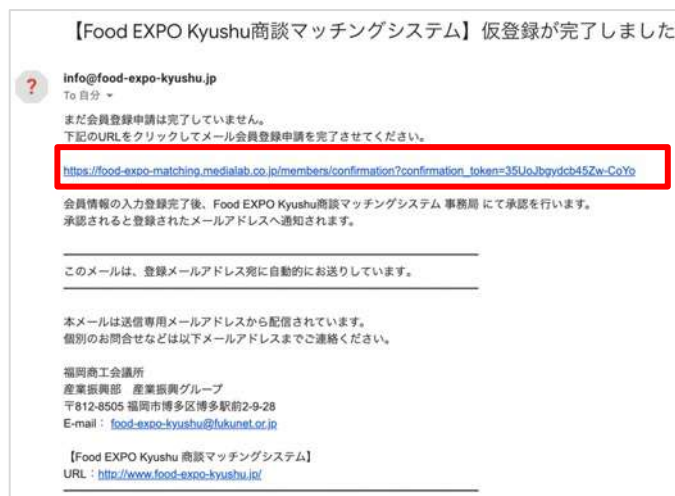 【Food EXPO Kyushu商談マッチングシステム】仮登録が完了しました
?
info@food-expo-kyushu.jp
To 自分
まだ会員登録申請は完了していません。
下記のURLをクリックしてメール会員登録申請を完了させてください。
https://food-expo-matching.medialab.co.jp/members/confirmation?confirmation_token=35UoJbgydcb45Zw-CoYo
会員情報の入力登録完了後、Food EXPO Kyushu商談マッチングシステム 事務局 にて承認を行います。
承認されると登録されたメールアドレスへ通知されます。
このメールは、登録メールアドレス宛に自動的にお送りしています。
本メールは送信専用メールアドレスから配信されています。
個別のお問合せなどは以下メールアドレスまでご連絡ください。
福岡商工会議所
産業振興部　産業振興グループ
〒812-8505 福岡市博多区博多駅前2-9-28
E-mail： food-expo-kyushu@fukunet.or.jp
【Food EXPO Kyushu 商談マッチングシステム】
URL：http://www.food-expo-kyushu.jp/